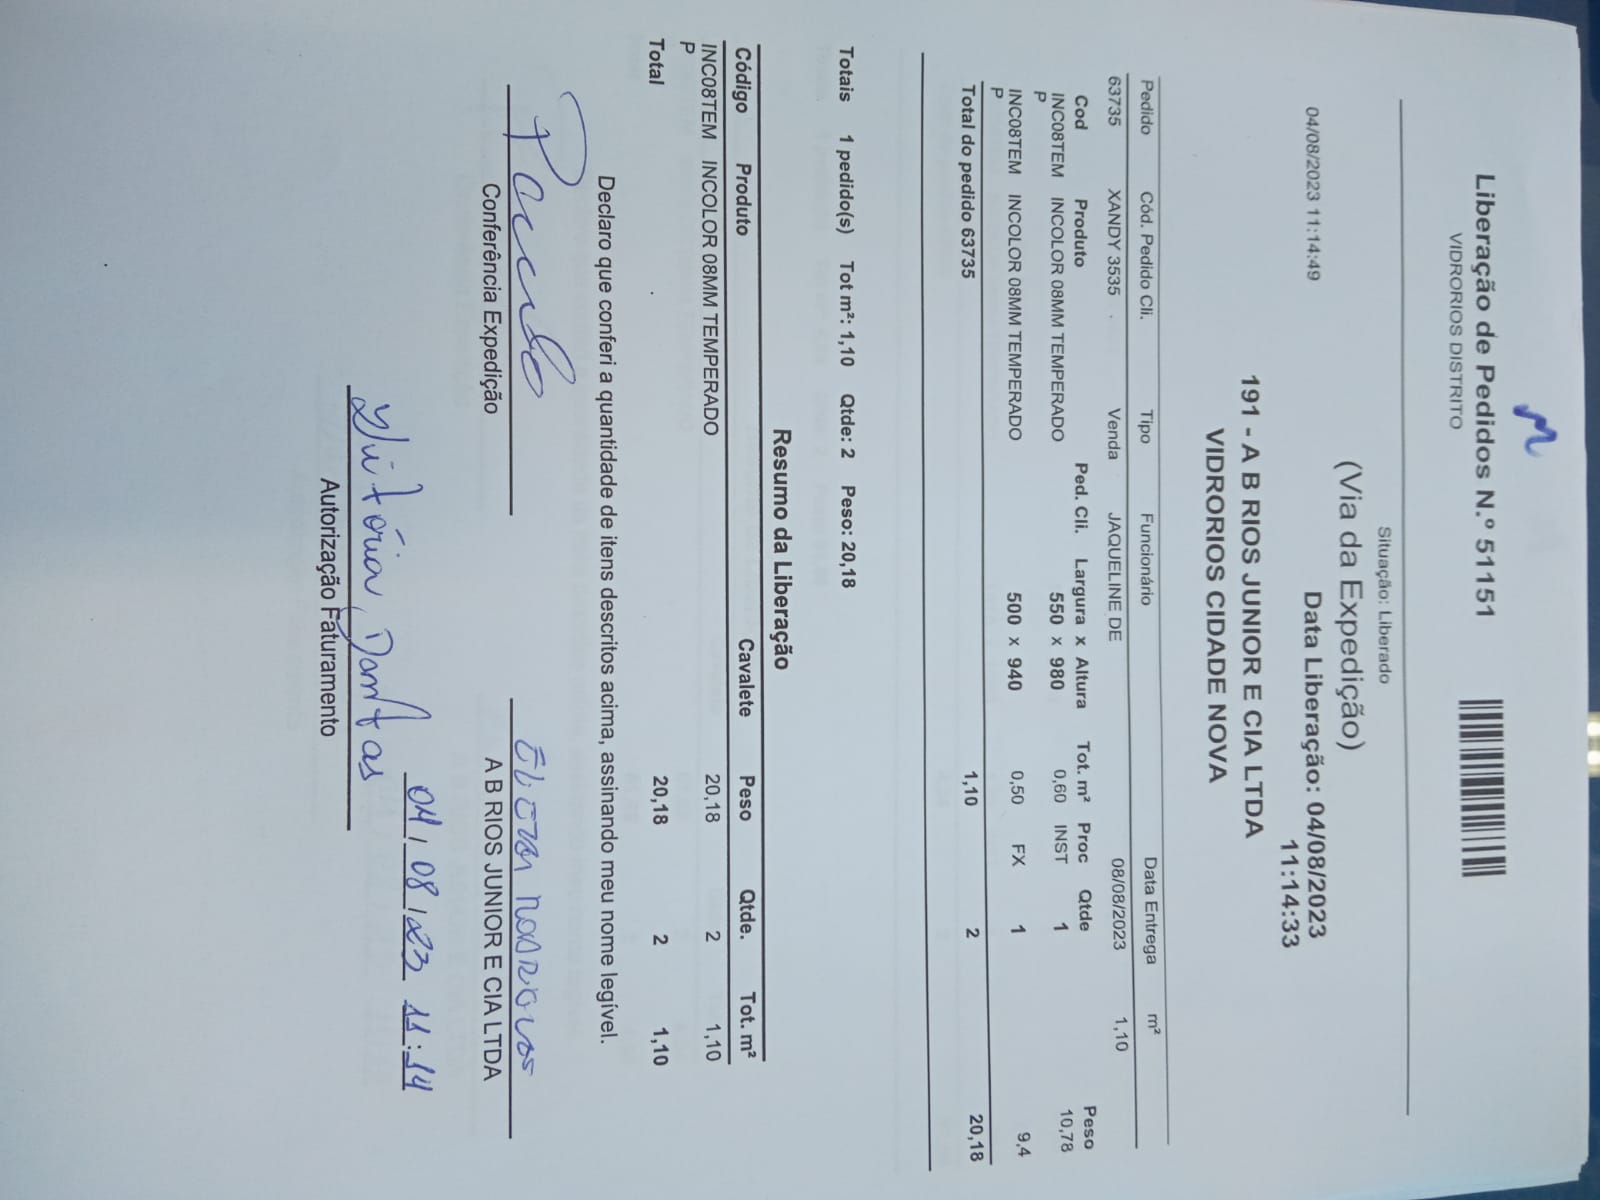 Liberação de Pedidos N.º 51151
VIDRORIOS DISTRITO
Situação: Liberado
(Via da Expedição)
04/08/2023 11:14:49 Data Liberação: 04/08/2023
11:14:33
191 - A B RIOS JUNIOR E CIA LTDA
VIDRORIOS CIDADE NOVA
Pedido Cód. Pedido Cli. Tipo Funcionário Data Entrega m²
63735 XANDY 3535 Venda JAQUELINE DE 08/08/2023 1,10
Cod Produto Ped. Cli. Largura x Altura Tot. m² Proc Qtde Peso
INC08TEM INCOLOR 08MM TEMPERADO 550 x 980 0,60 INST 1 10,78
P
INC08TEM INCOLOR 08MM TEMPERADO 500 x 940 0,50 FX 1 9,4
P
Total do pedido 63735 1,10 2 20,18
Totais 1 pedido(s) Tot m²: 1,10 Qtde: 2 Peso: 20,18
Resumo da Liberação
Código Produto Cavalete Peso Qtde. Tot. m²
INC08TEM INCOLOR 08MM TEMPERADO 20,18 2 1,10
P
Total 20,18 2 1,10
Declaro que conferi a quantidade de itens descritos acima, assinando meu nome legível.
Conferência Expedição
A B RIOS JUNIOR E CIA LTDA
04/08/23 11:14
Vitória Dantas
Autorização Faturamento